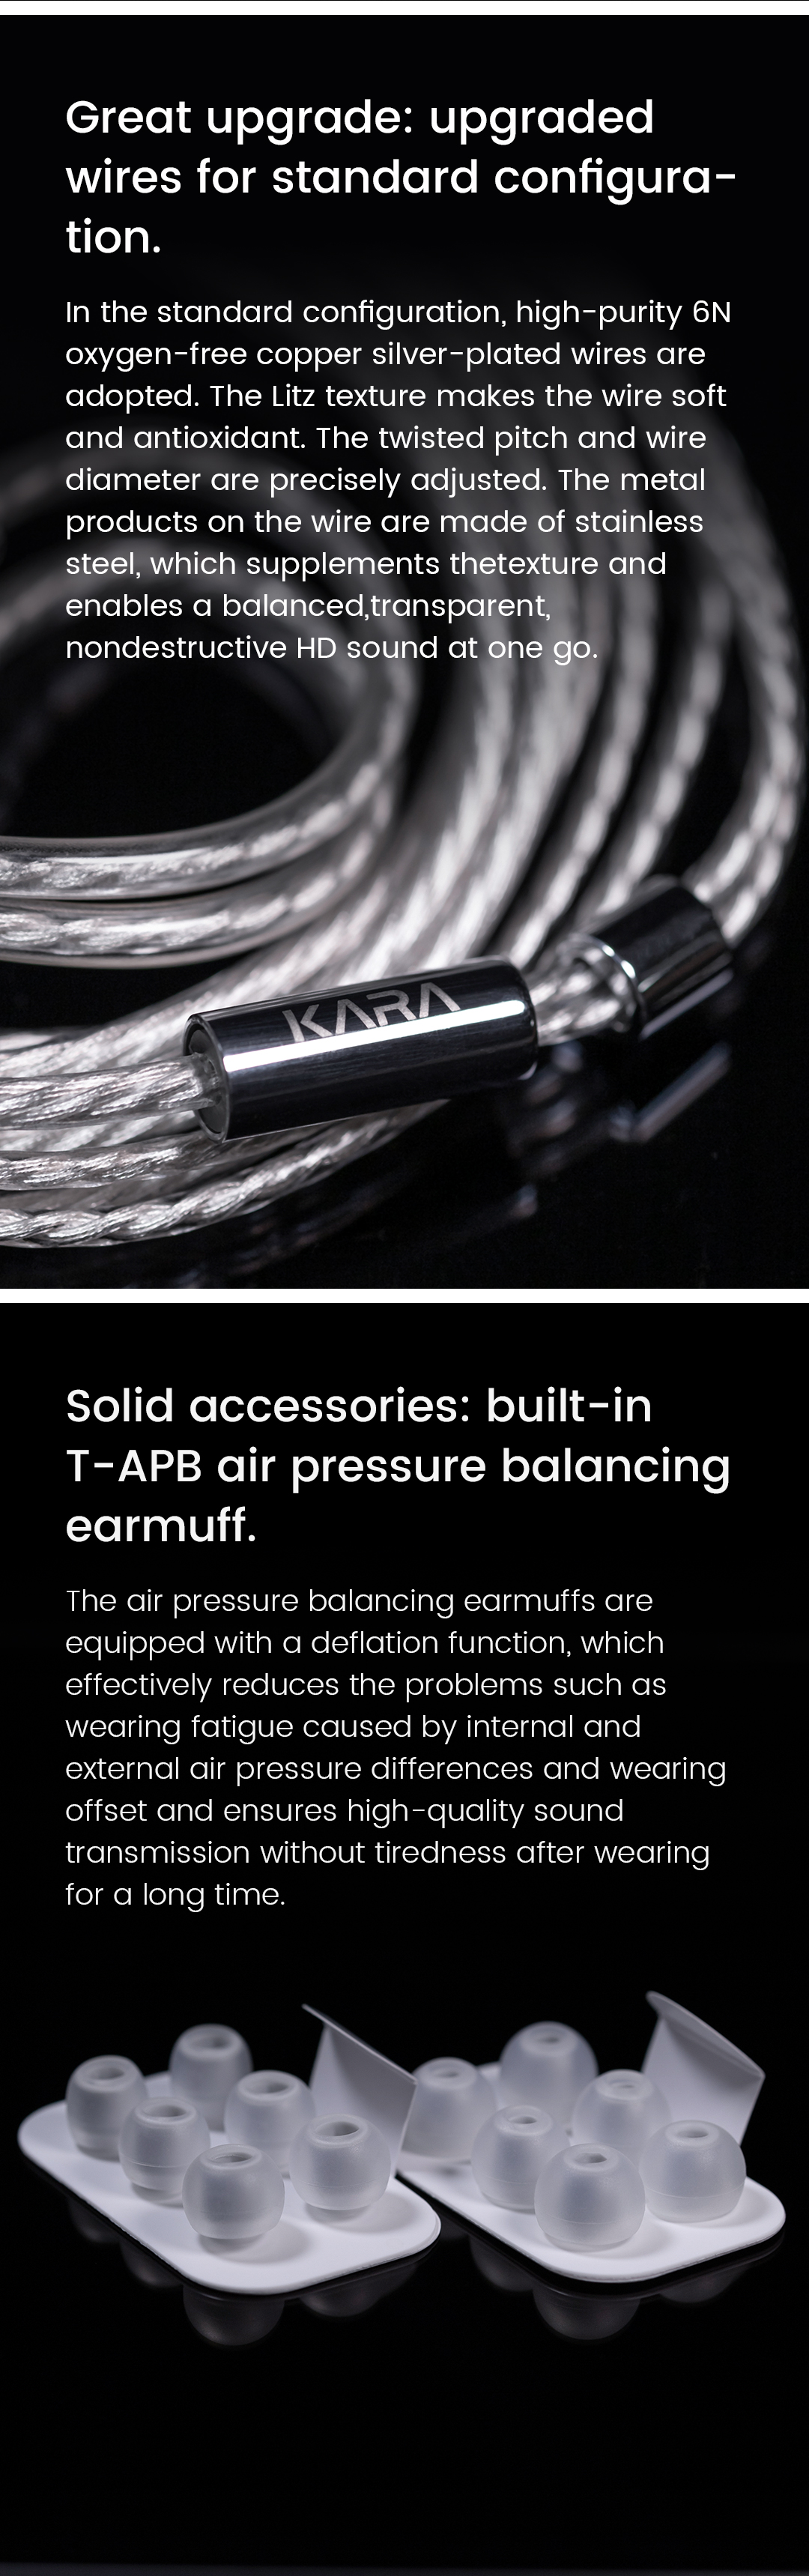 Great upgrade: upgraded
wires for standard configura-
tion.
In the standard configuration, high-purity 6N
oxygen-free copper silver-plated wires are
adopted. The Litz texture makes the wire soft
and antioxidant. The twisted pitch and wire
diameter are precisely adjusted. The metal
products on the wire are made of stainless
steel, which supplements thetexture and
enables a balanced,transparent,
nondestructive HD sound at one go.
KARA
Solid accessories: built-in
T-APB air pressure balancing
earmuff.
The air pressure balancing earmuffs are
equipped with a deflation function, which
effectively reduces the problems such as
wearing fatigue caused by internal and
external air pressure differences and wearing
offset and ensures high-quality sound
transmission without tiredness after wearing
for a long time.